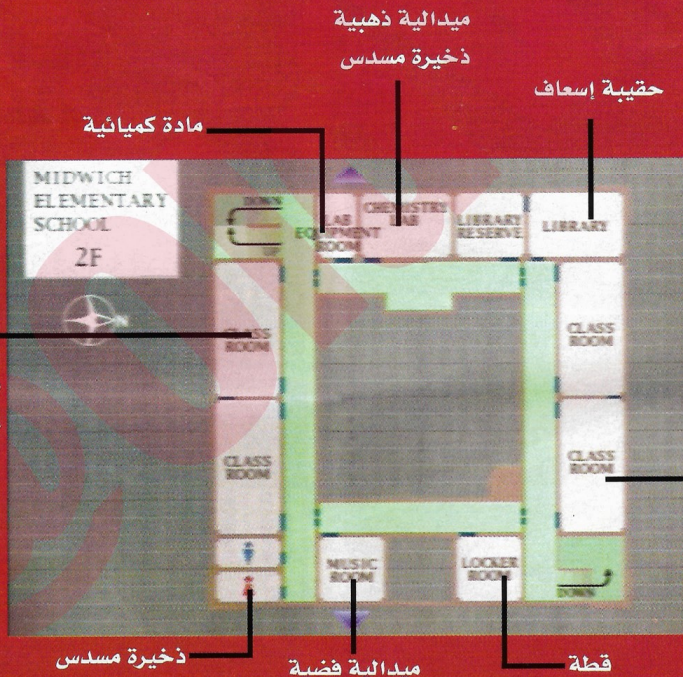 ميدالية ذهبية
ذخيرة مسدس
حقيبة إسعاف
مادة كميائية
MIDWICH
ELEMENTARY
SCHOOL
2F
N
DOWN
UP
LAB
EQUIPMENT
ROOM
CHEMISTRY
LAB
LIBRARY
RESERVE
LIBRARY
CLASS
ROOM
CLASS
ROOM
CLASS
ROOM
CLASS
ROOM
MUSIC
ROOM
LOCKER
ROOM
DOWN
ذخيرة مسدس
ميدالية فضية
قطة